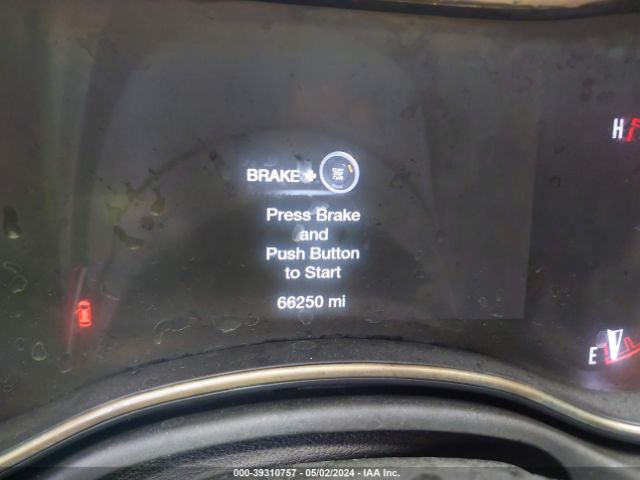 H
BRAKE +
Press Brake
and
Push Button
to Start
66250 mi
E
000-39310757 - 05/02/2024 - IAA Inc.